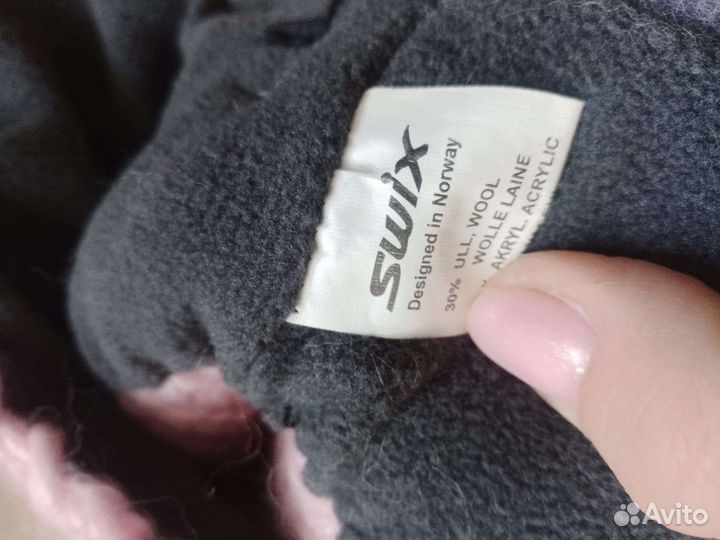 swix
Designed in Norway
30% ULL, WOOL
WOLLE LAINE
AKRYL, ACRYLIC
Avito